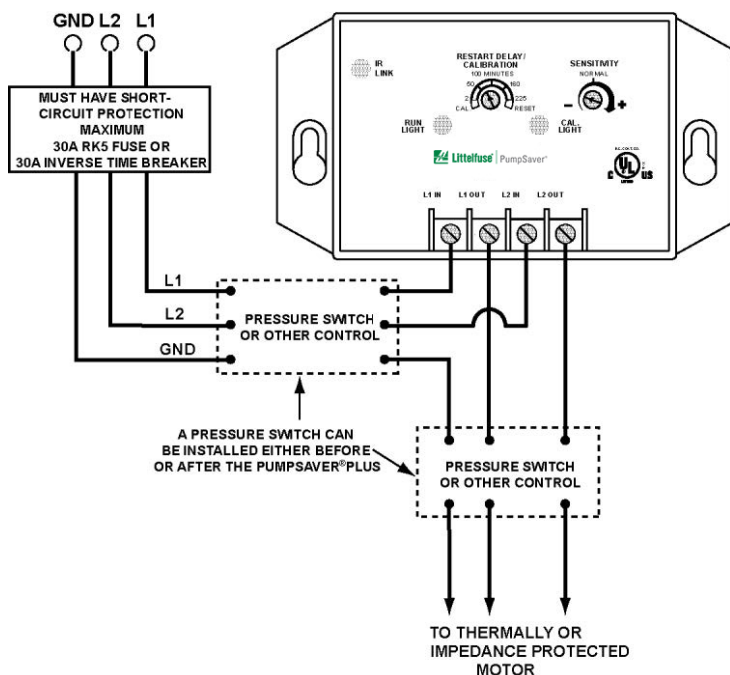 GND L2 L1
MUST HAVE SHORT-
CIRCUIT PROTECTION
MAXIMUM
30A RK5 FUSE OR
30A INVERSE TIME BREAKER
IR
LINK
RESTART DELAY/
CALIBRATION
100 MINUTES
50 160
2 225
CAL RESET
SENSITIVITY
NORMAL
- +
RUN
LIGHT
CAL.
LIGHT
Littelfuse | PumpSaver®
C UL US
LISTED
L1 IN L1 OUT L2 IN L2 OUT
L1
L2
GND
PRESSURE SWITCH
OR OTHER CONTROL
A PRESSURE SWITCH CAN
BE INSTALLED EITHER BEFORE
OR AFTER THE PUMPSAVER®PLUS
PRESSURE SWITCH
OR OTHER CONTROL
TO THERMALLY OR
IMPEDANCE PROTECTED
MOTOR